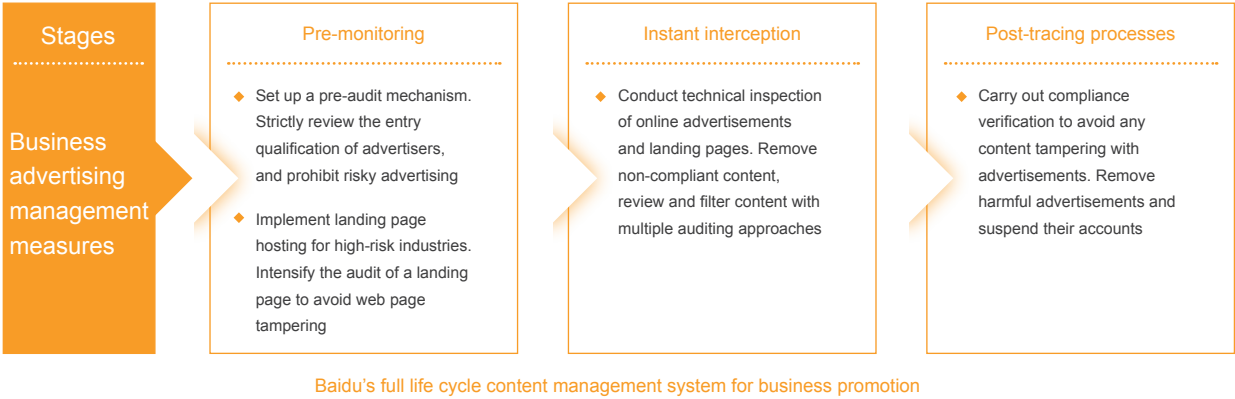 Stages
Business
advertising
management
measures
Pre-monitoring
Set up a pre-audit mechanism.
Strictly review the entry
qualification of advertisers,
and prohibit risky advertising
Implement landing page
hosting for high-risk industries.
Intensify the audit of a landing
page to avoid web page
tampering
Instant interception
Conduct technical inspection
of online advertisements
and landing pages. Remove
non-compliant content,
review and filter content with
multiple auditing approaches
Post-tracing processes
Carry out compliance
verification to avoid any
content tampering with
advertisements. Remove
harmful advertisements and
suspend their accounts
Baidu’s full life cycle content management system for business promotion